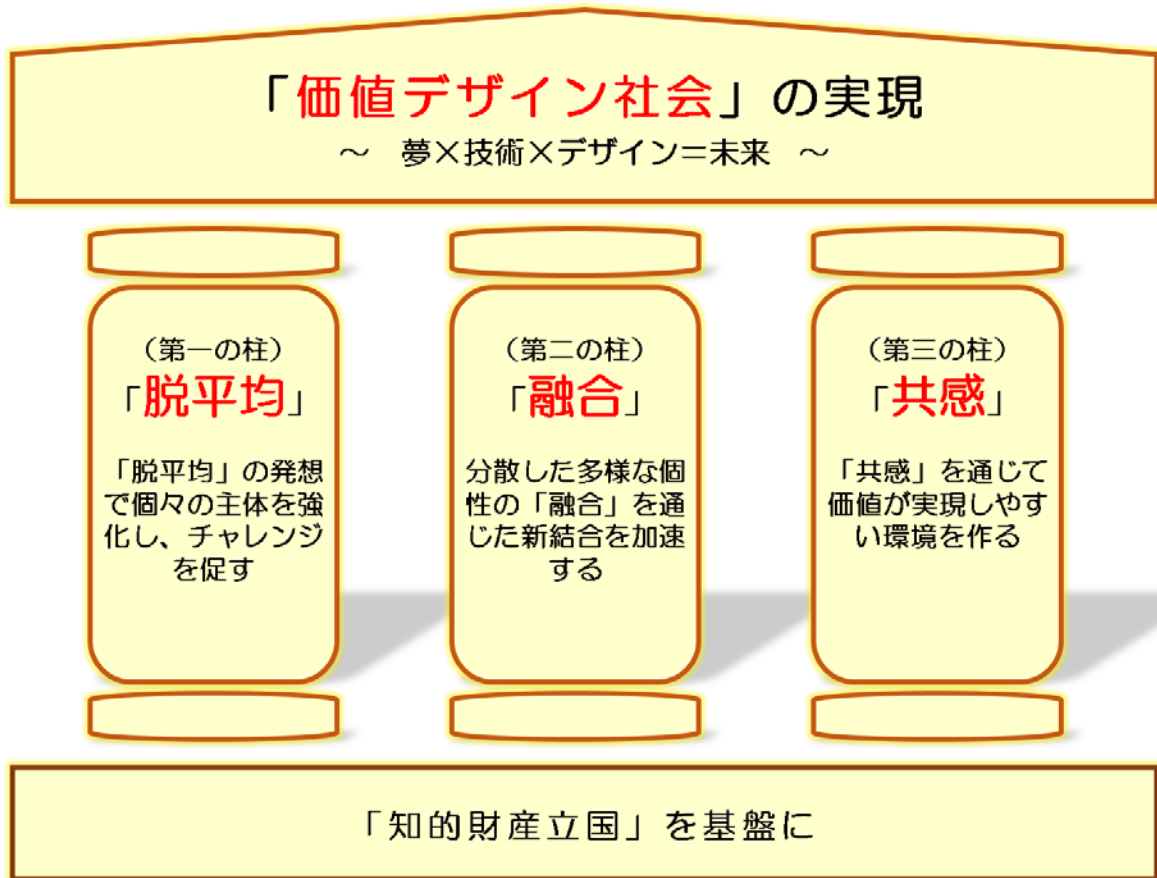 「価値デザイン社会」の実現
～ 夢×技術×デザイン＝未来 ～
（第一の柱）
「脱平均」
「脱平均」の発想
で個々の主体を強
化し、チャレンジ
を促す
（第二の柱）
「融合」
分散した多様な個
性の「融合」を通
じた新結合を加速
する
（第三の柱）
「共感」
「共感」を通じて
価値が実現しやす
い環境を作る
「知的財産立国」を基盤に